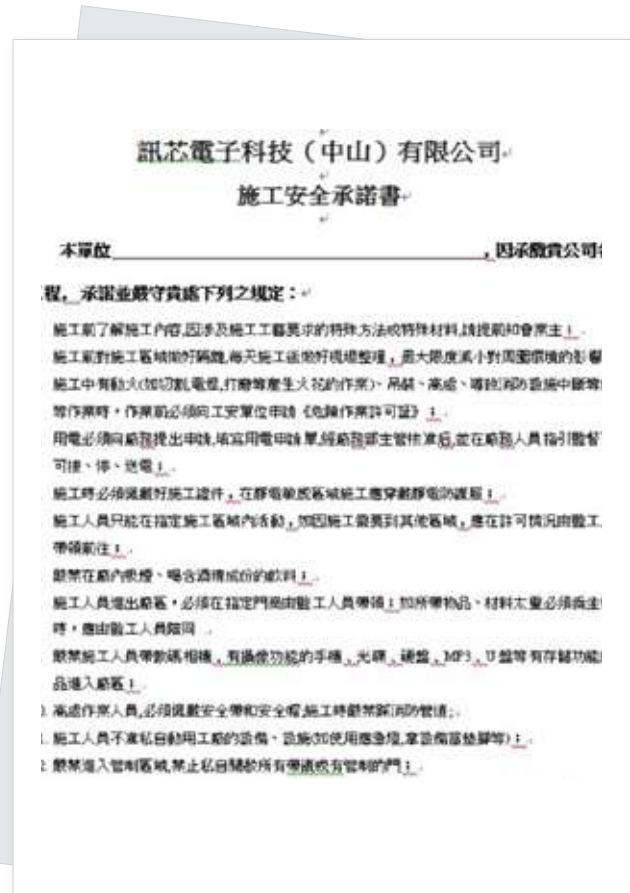 訊芯電子科技（中山）有限公司
施工安全承諾書
本單位 ，因承
程，承諾並嚴守貴處下列之規定：
施工前了解施工內容,因涉及施工工藝要求的特殊方法或特殊材料,請提前知會業主；
施工前對施工區域做好隔離,每天施工後做好現場整理，最大限度減小對周圍環境的影響
施工中有動火(如切割,電焊,打磨等產生火花的作業)、吊裝、高處、導致消防設施中斷等
等作業時，作業前必須向工安單位申請《危險作業許可証》；
用電必須向廠務提出申請,填寫用電申請單,經廠務部主管核准后,並在廠務人員指引監督
可接、停、送電；
施工時必須佩戴好施工證件，在靜電敏感區域施工應穿戴靜電防護服；
施工人員只能在指定施工區域內活動，如因施工需要到其他區域，應在許可情況由監工
帶領前往；
嚴禁在廠內吸煙、喝含酒精成份的飲料；
施工人員進出廠區，必須在指定門崗由監工人員帶領；如所帶物品、材料太重必須
時，應由監工人員陪同
嚴禁施工人員帶數碼相機，有攝像功能的手機，光碟，硬盤，MP3，U盤等有存儲功能
品進入廠區；
高處作業人員,必須佩戴安全帶和安全帽,施工時嚴禁踩消防管道;
1. 施工人員不准私自動用工廠的設備、設施(如使用應急燈,拿設備當墊腳等)；
2. 嚴禁進入管制區域,禁止私自開啟所有帶鎖或有管制的門；